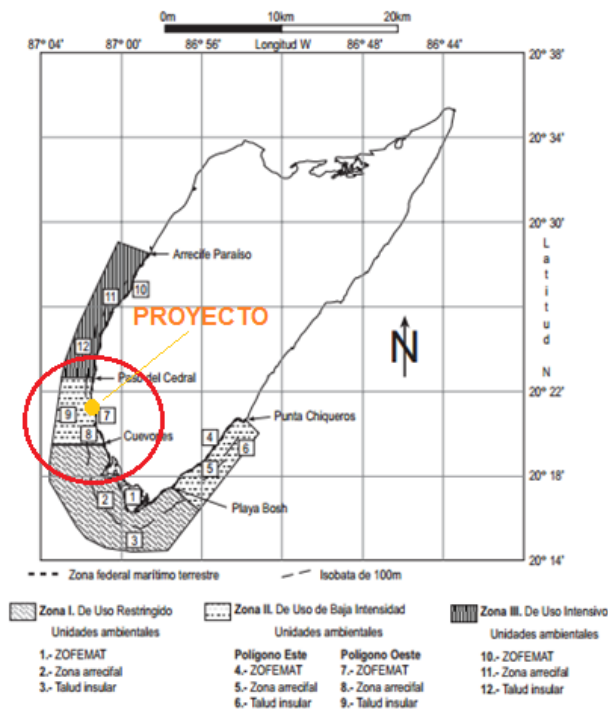 0m 10km 20km
87° 04' 87° 00' 86° 56' Longitud W 86° 48' 86° 44'
20° 38'
20° 34'
20° 30'
Latitud N
Arrecife Paraíso
10
11
PROYECTO
12
N
Paso del Cedral
20° 22'
9
7
Punta Chiqueros
8
Cuevones
4
6
5
20° 18'
2
1
Playa Bosh
3
20° 14'
Zona federal marítimo terrestre
Isobata de 100m
Zona I. De Uso Restringido
Unidades ambientales
1.- ZOFEMAT
2.- Zona arrecifal
3.- Talud insular
Zona II. De Uso de Baja Intensidad
Unidades ambientales
Polígono Este Polígono Oeste
4.- ZOFEMAT 7.- ZOFEMAT
5.- Zona arrecifal 8.- Zona arrecifal
6.- Talud insular 9.- Talud insular
Zona III. De Uso Intensivo
Unidades ambientales
10.- ZOFEMAT
11.- Zona arrecifal
12.- Talud insular